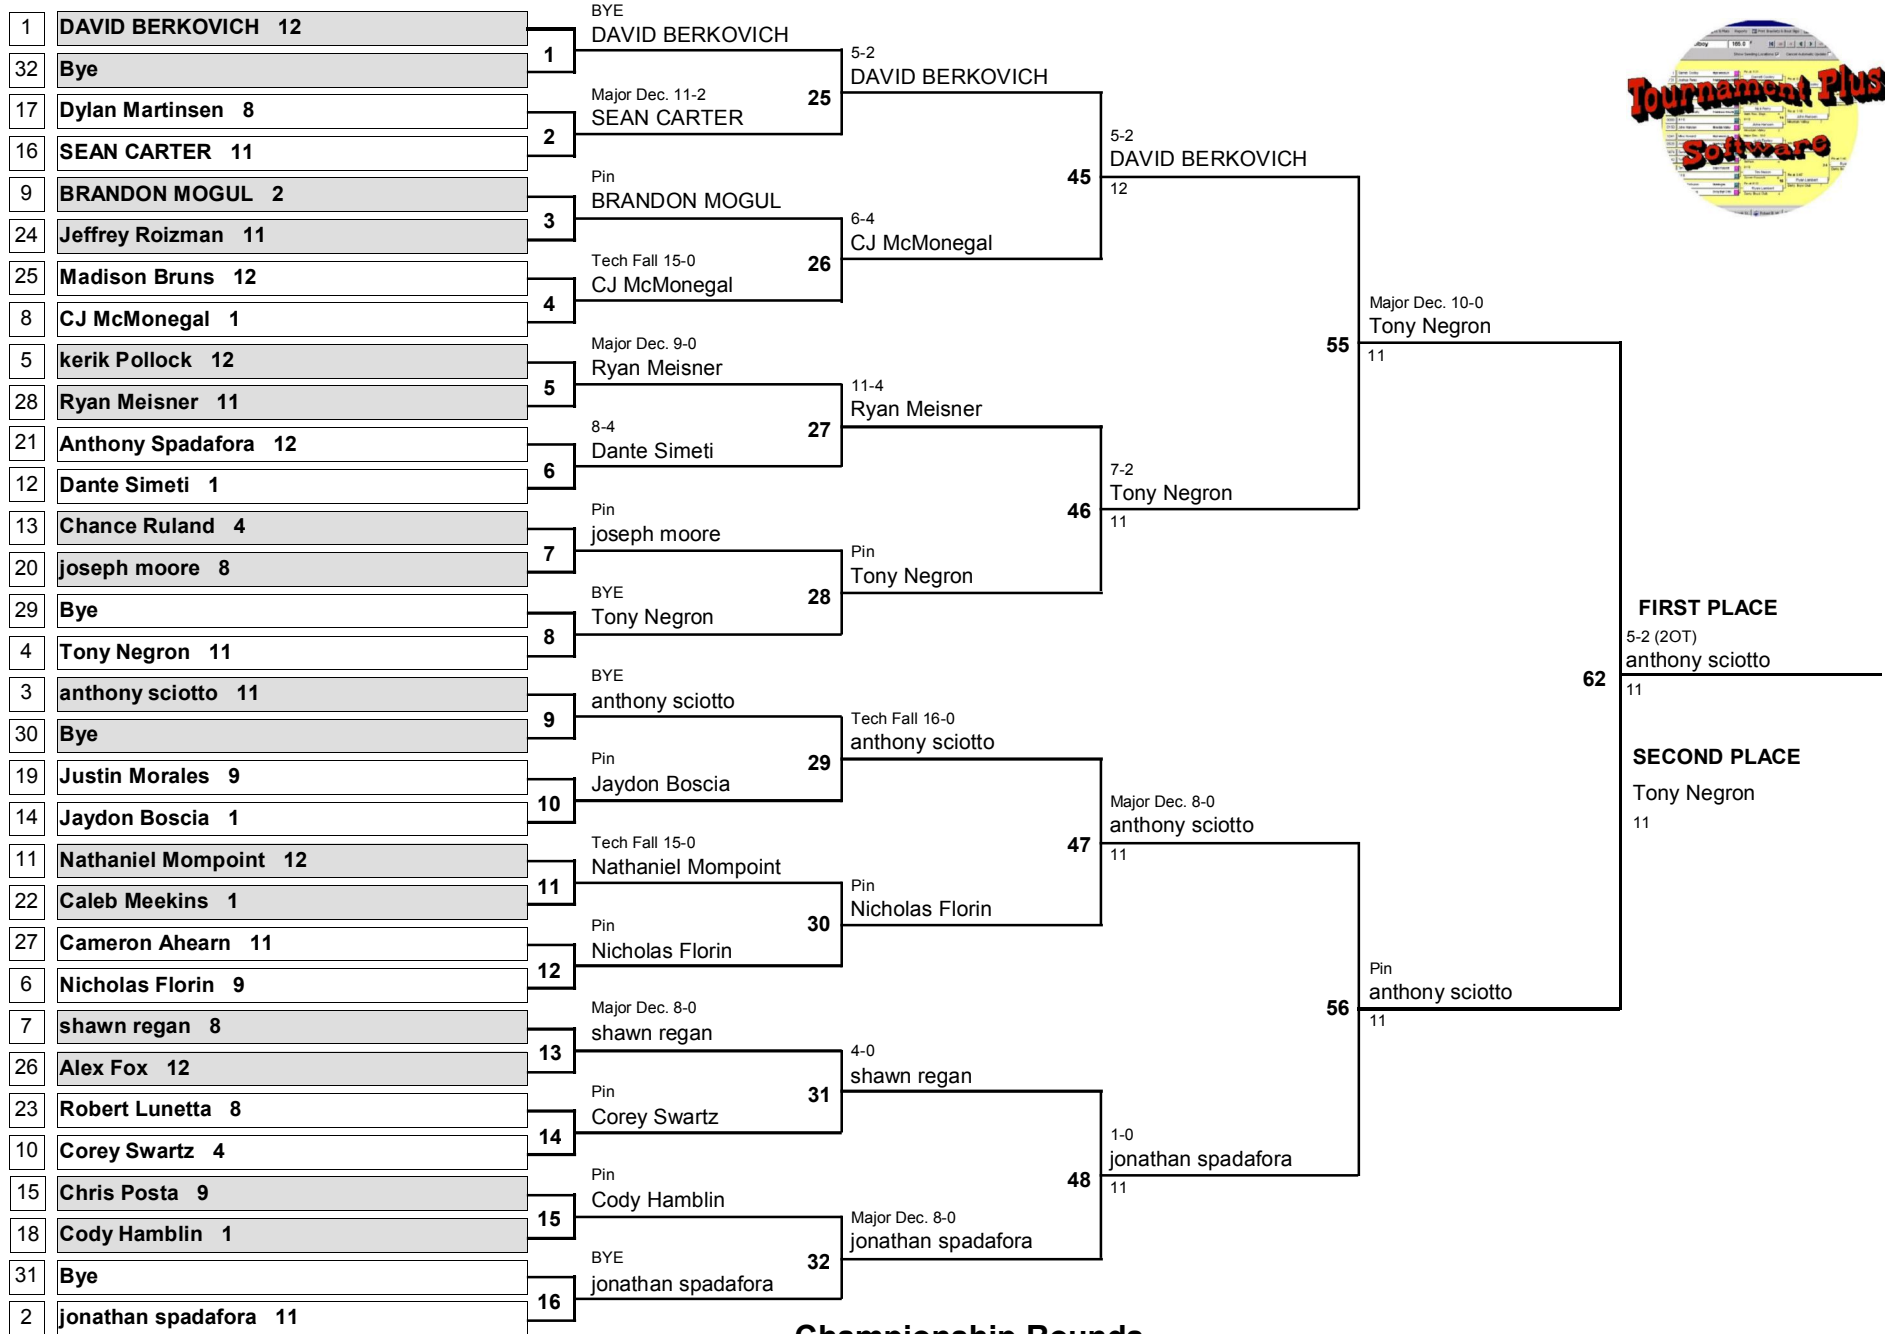 1 DAVID BERKOVICH 12
32 Bye
17 Dylan Martinsen 8
16 SEAN CARTER 11
9 BRANDON MOGUL 2
24 Jeffrey Roizman 11
25 Madison Bruns 12
8 CJ McMonegal 1
5 kerik Pollock 12
28 Ryan Meisner 11
21 Anthony Spadafora 12
12 Dante Simeti 1
13 Chance Ruland 4
20 joseph moore 8
29 Bye
4 Tony Negron 11
3 anthony sciotto 11
30 Bye
19 Justin Morales 9
14 Jaydon Boscia 1
11 Nathaniel Mompoint 12
22 Caleb Meekins 1
27 Cameron Ahearn 11
6 Nicholas Florin 9
7 shawn regan 8
26 Alex Fox 12
23 Robert Lunetta 8
10 Corey Swartz 4
15 Chris Posta 9
18 Cody Hamblin 1
31 Bye
2 jonathan spadafora 11
BYE
1 DAVID BERKOVICH
Major Dec. 11-2
2 SEAN CARTER
Pin
3 BRANDON MOGUL
Tech Fall 15-0
4 CJ McMonegal
Major Dec. 9-0
5 Ryan Meisner
8-4
6 Dante Simeti
Pin
7 joseph moore
BYE
8 Tony Negron
BYE
9 anthony sciotto
Pin
10 Jaydon Boscia
Tech Fall 15-0
11 Nathaniel Mompoint
Pin
12 Nicholas Florin
Major Dec. 8-0
13 shawn regan
Pin
14 Corey Swartz
Pin
15 Cody Hamblin
BYE
16 jonathan spadafora
5-2
25 DAVID BERKOVICH
6-4
26 CJ McMonegal
11-4
27 Ryan Meisner
Pin
28 Tony Negron
Tech Fall 16-0
29 anthony sciotto
Pin
30 Nicholas Florin
4-0
31 shawn regan
Major Dec. 8-0
32 jonathan spadafora
5-2
DAVID BERKOVICH
45 12
7-2
Tony Negron
46 11
Major Dec. 8-0
anthony sciotto
47 11
1-0
jonathan spadafora
48 11
Major Dec. 10-0
Tony Negron
55 11
Pin
anthony sciotto
56 11
Tournament Plus
Software
FIRST PLACE
5-2 (2OT)
anthony sciotto
62 11
SECOND PLACE
Tony Negron
11
Championship Rounds